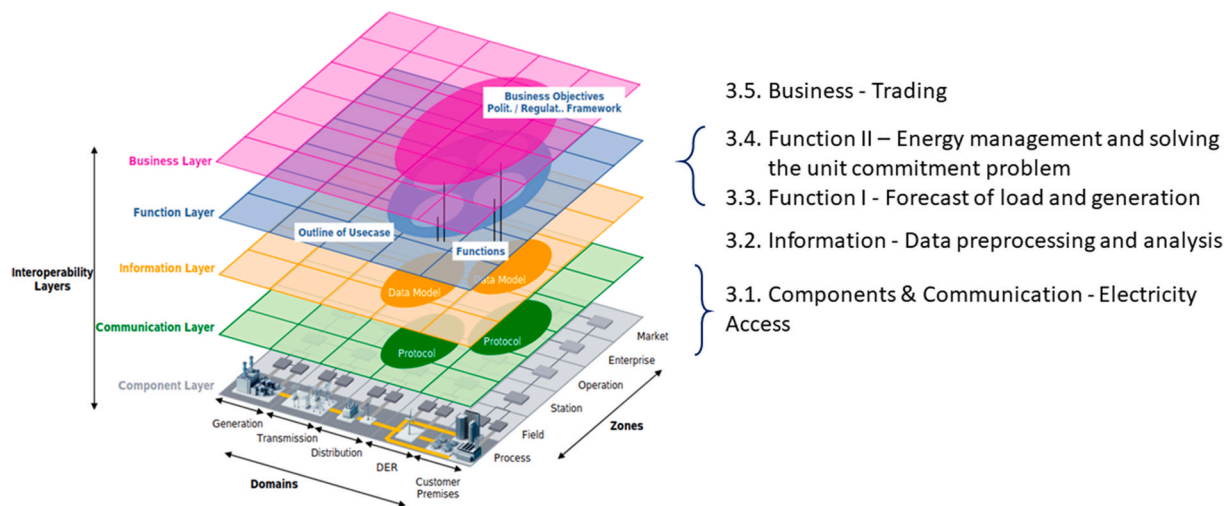 Business Objectives
Polit. / Regulat.. Framework
Business Layer
Function Layer
Outline of Usecase
Functions
Interoperability
Layers
Information Layer
Data Model
Data Model
Communication Layer
Protocol
Protocol
Component Layer
Market
Enterprise
Operation
Station
Field
Process
Zones
Generation
Transmission
Distribution
DER
Customer
Premises
Domains
3.5. Business - Trading
3.4. Function II – Energy management and solving
the unit commitment problem
3.3. Function I - Forecast of load and generation
3.2. Information - Data preprocessing and analysis
3.1. Components & Communication - Electricity
Access